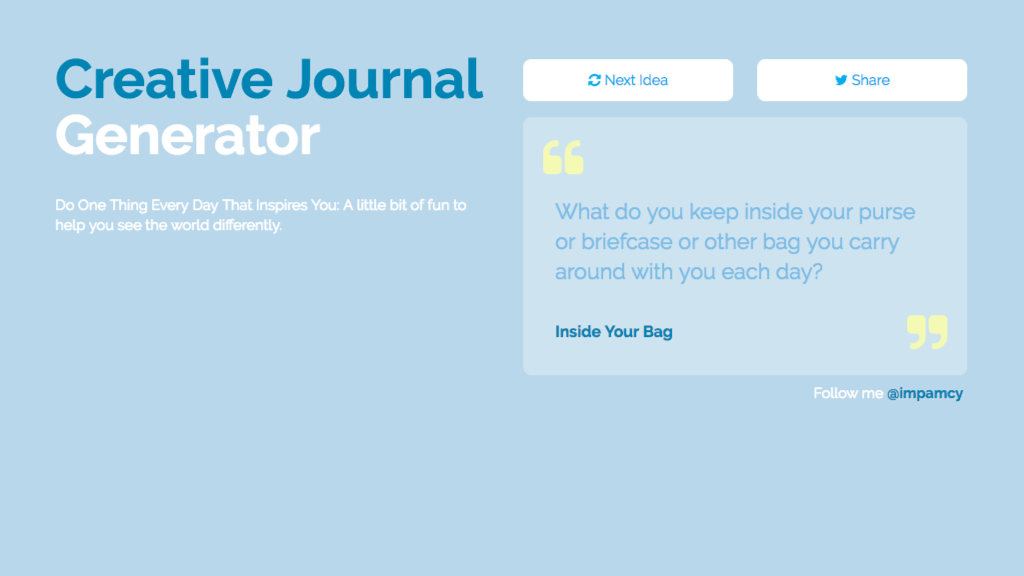 Creative Journal
Generator
Do One Thing Every Day That Inspires You: A little bit of fun to
help you see the world differently.
Next Idea
Share
What do you keep inside your purse
or briefcase or other bag you carry
around with you each day?
Inside Your Bag
Follow me @impamcy